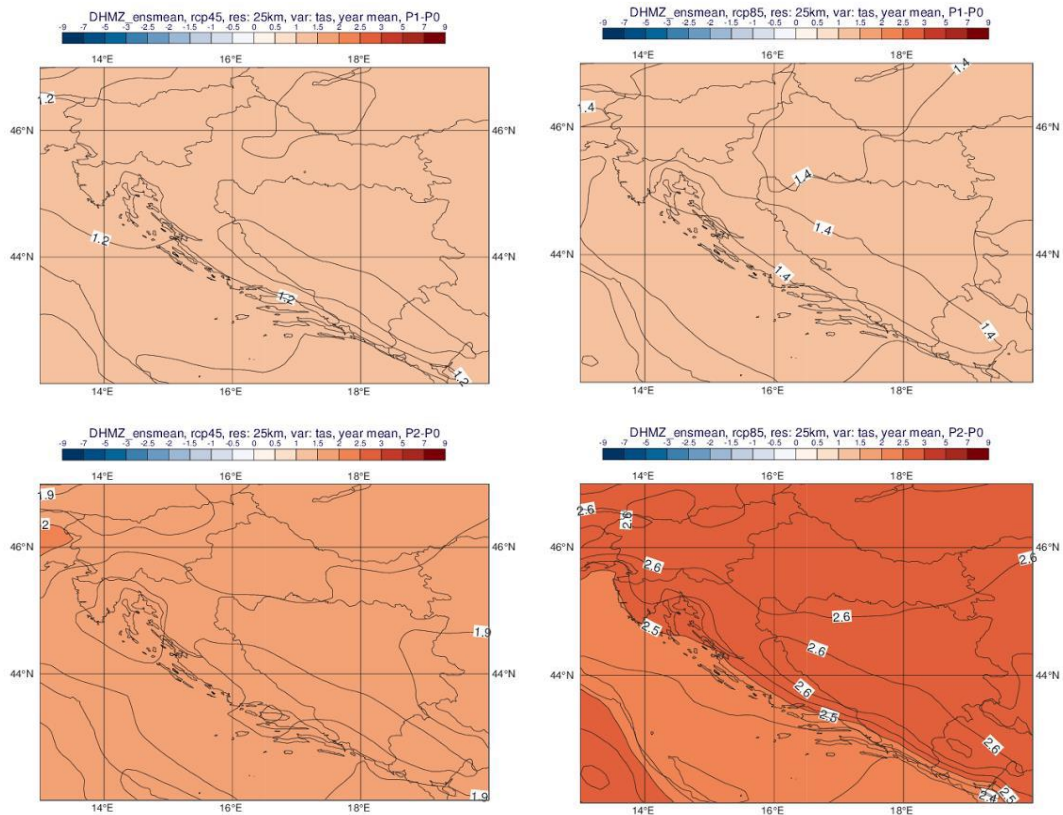 DHMZ_ensmean, rcp45, res: 25km, var: tas, year mean, P1-P0
-9 -7 -5 -3 -2 -1.5 -1 -0.5 0 0.5 1 1.5 2 2.5 3 5 7 9
14°E 16°E 18°E
1.2
46°N
44°N
1.2
1.2
1.2
14°E 16°E 18°E
DHMZ_ensmean, rcp85, res: 25km, var: tas, year mean, P1-P0
-9 -7 -5 -3 -2 -1.5 -1 -0.5 0 0.5 1 1.5 2 2.5 3 5 7 9
14°E 16°E 18°E
1.4
1.4
46°N 46°N
1.4
1.4
44°N 44°N
1.4
1.4
14°E 16°E 18°E
DHMZ_ensmean, rcp45, res: 25km, var: tas, year mean, P2-P0
-9 -7 -5 -3 -2 -1.5 -1 -0.5 0 0.5 1 1.5 2 2.5 3 5 7 9
14°E 16°E 18°E
1.9
2
46°N 46°N
1.9
44°N 44°N
1.9
14°E 16°E 18°E
DHMZ_ensmean, rcp85, res: 25km, var: tas, year mean, P2-P0
-9 -7 -5 -3 -2 -1.5 -1 -0.5 0 0.5 1 1.5 2 2.5 3 5 7 9
14°E 16°E 18°E
2.6
2.6
46°N
2.6
2.6
2.6
2.5
2.6
44°N
2.6
2.5
2.6
2.5
2.4
14°E 16°E 18°E